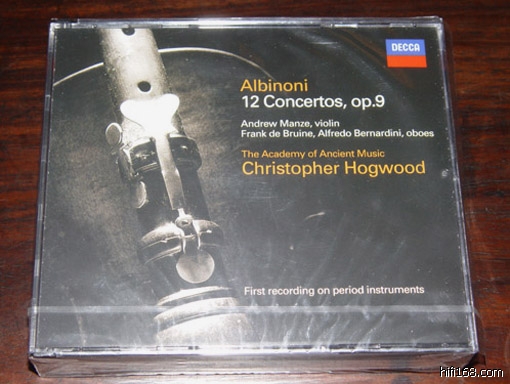 DECCA
Albinoni
12 Concertos, op.9
Andrew Manze, violin
Frank de Bruine, Alfredo Bernardini, oboes
The Academy of Ancient Music
Christopher Hogwood
First recording on period instruments
hifi168.com